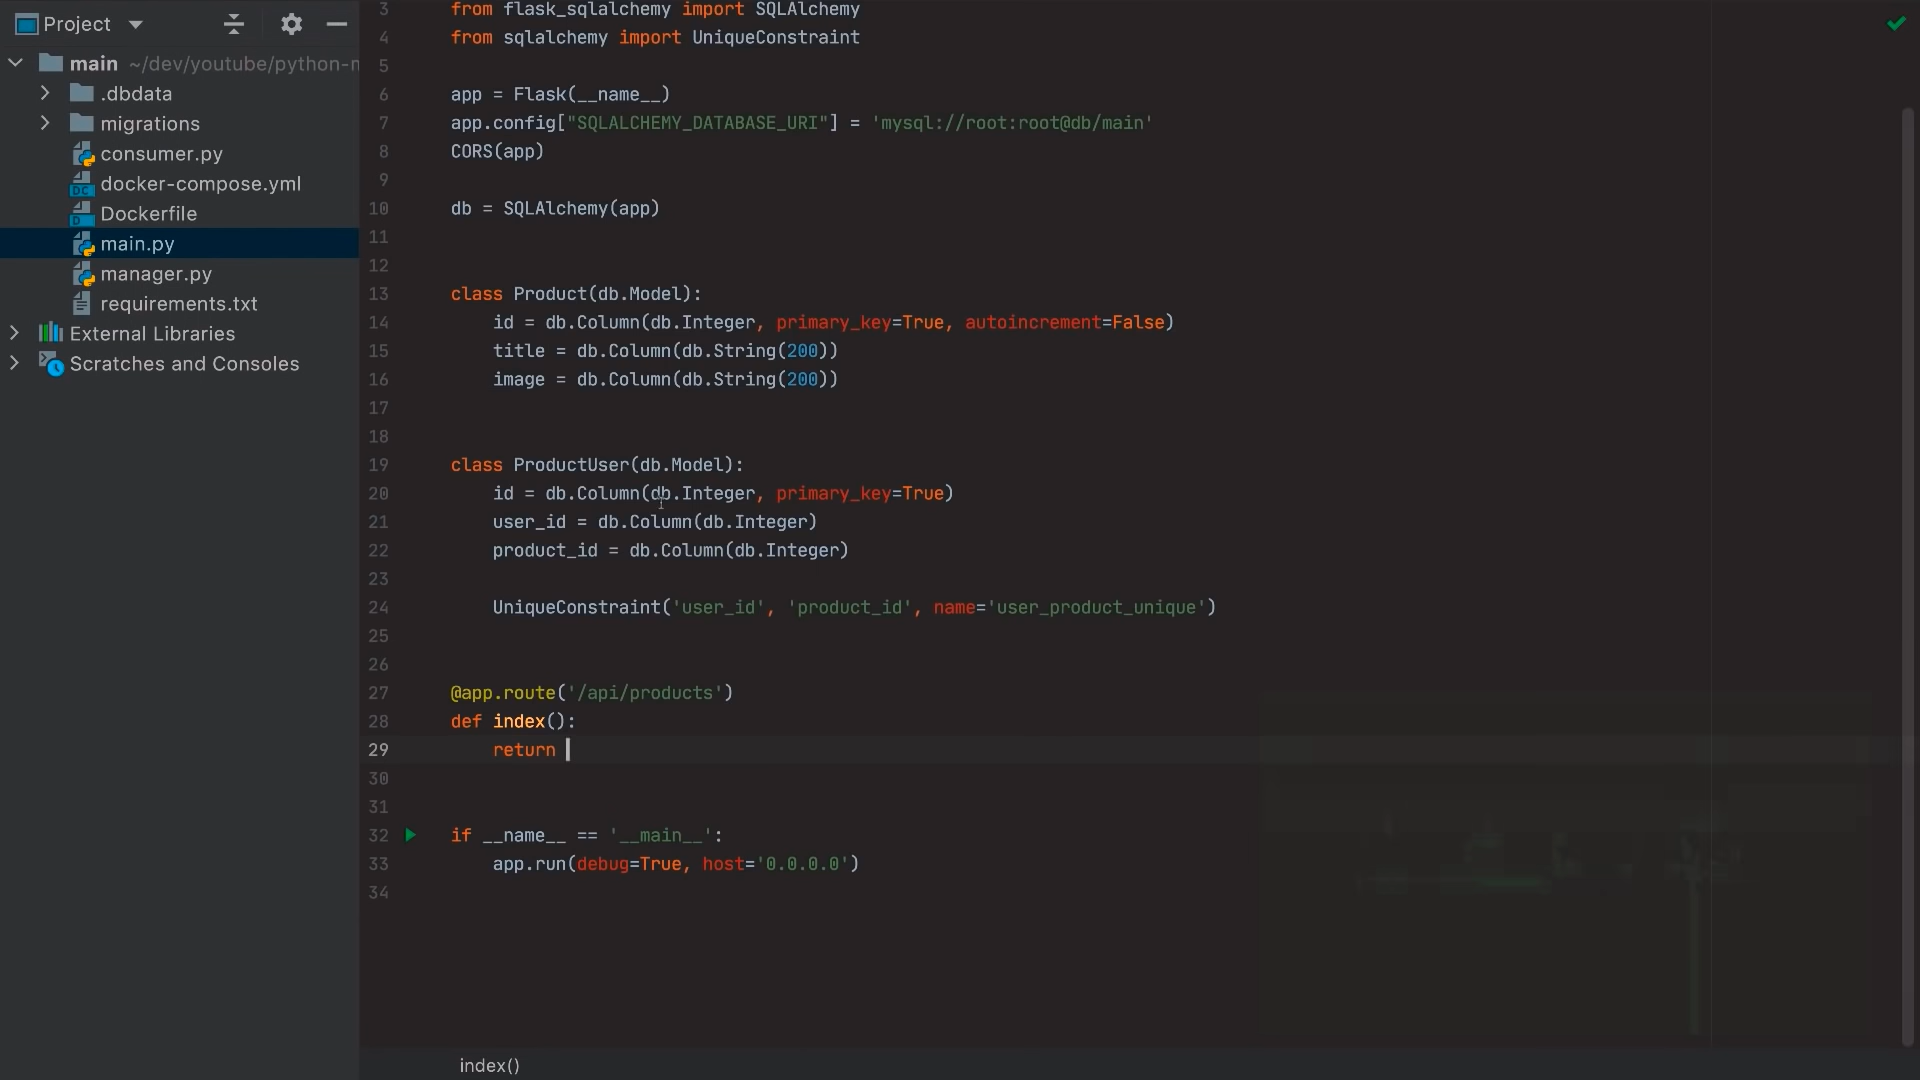 Project
main ~/dev/youtube/python-m
.dbdata
migrations
consumer.py
docker-compose.yml
Dockerfile
main.py
manager.py
requirements.txt
External Libraries
Scratches and Consoles
3 from flask_sqlalchemy import SQLAlchemy
4 from sqlalchemy import UniqueConstraint
5
6 app = Flask(__name__)
7 app.config["SQLALCHEMY_DATABASE_URI"] = 'mysql://root:root@db/main'
8 CORS(app)
9
10 db = SQLAlchemy(app)
11
12
13 class Product(db.Model):
14     id = db.Column(db.Integer, primary_key=True, autoincrement=False)
15     title = db.Column(db.String(200))
16     image = db.Column(db.String(200))
17
18
19 class ProductUser(db.Model):
20     id = db.Column(db.Integer, primary_key=True)
21     user_id = db.Column(db.Integer)
22     product_id = db.Column(db.Integer)
23
24     UniqueConstraint('user_id', 'product_id', name='user_product_unique')
25
26
27 @app.route('/api/products')
28 def index():
29     return
30
31
32 if __name__ == '__main__':
33     app.run(debug=True, host='0.0.0.0')
34
index()